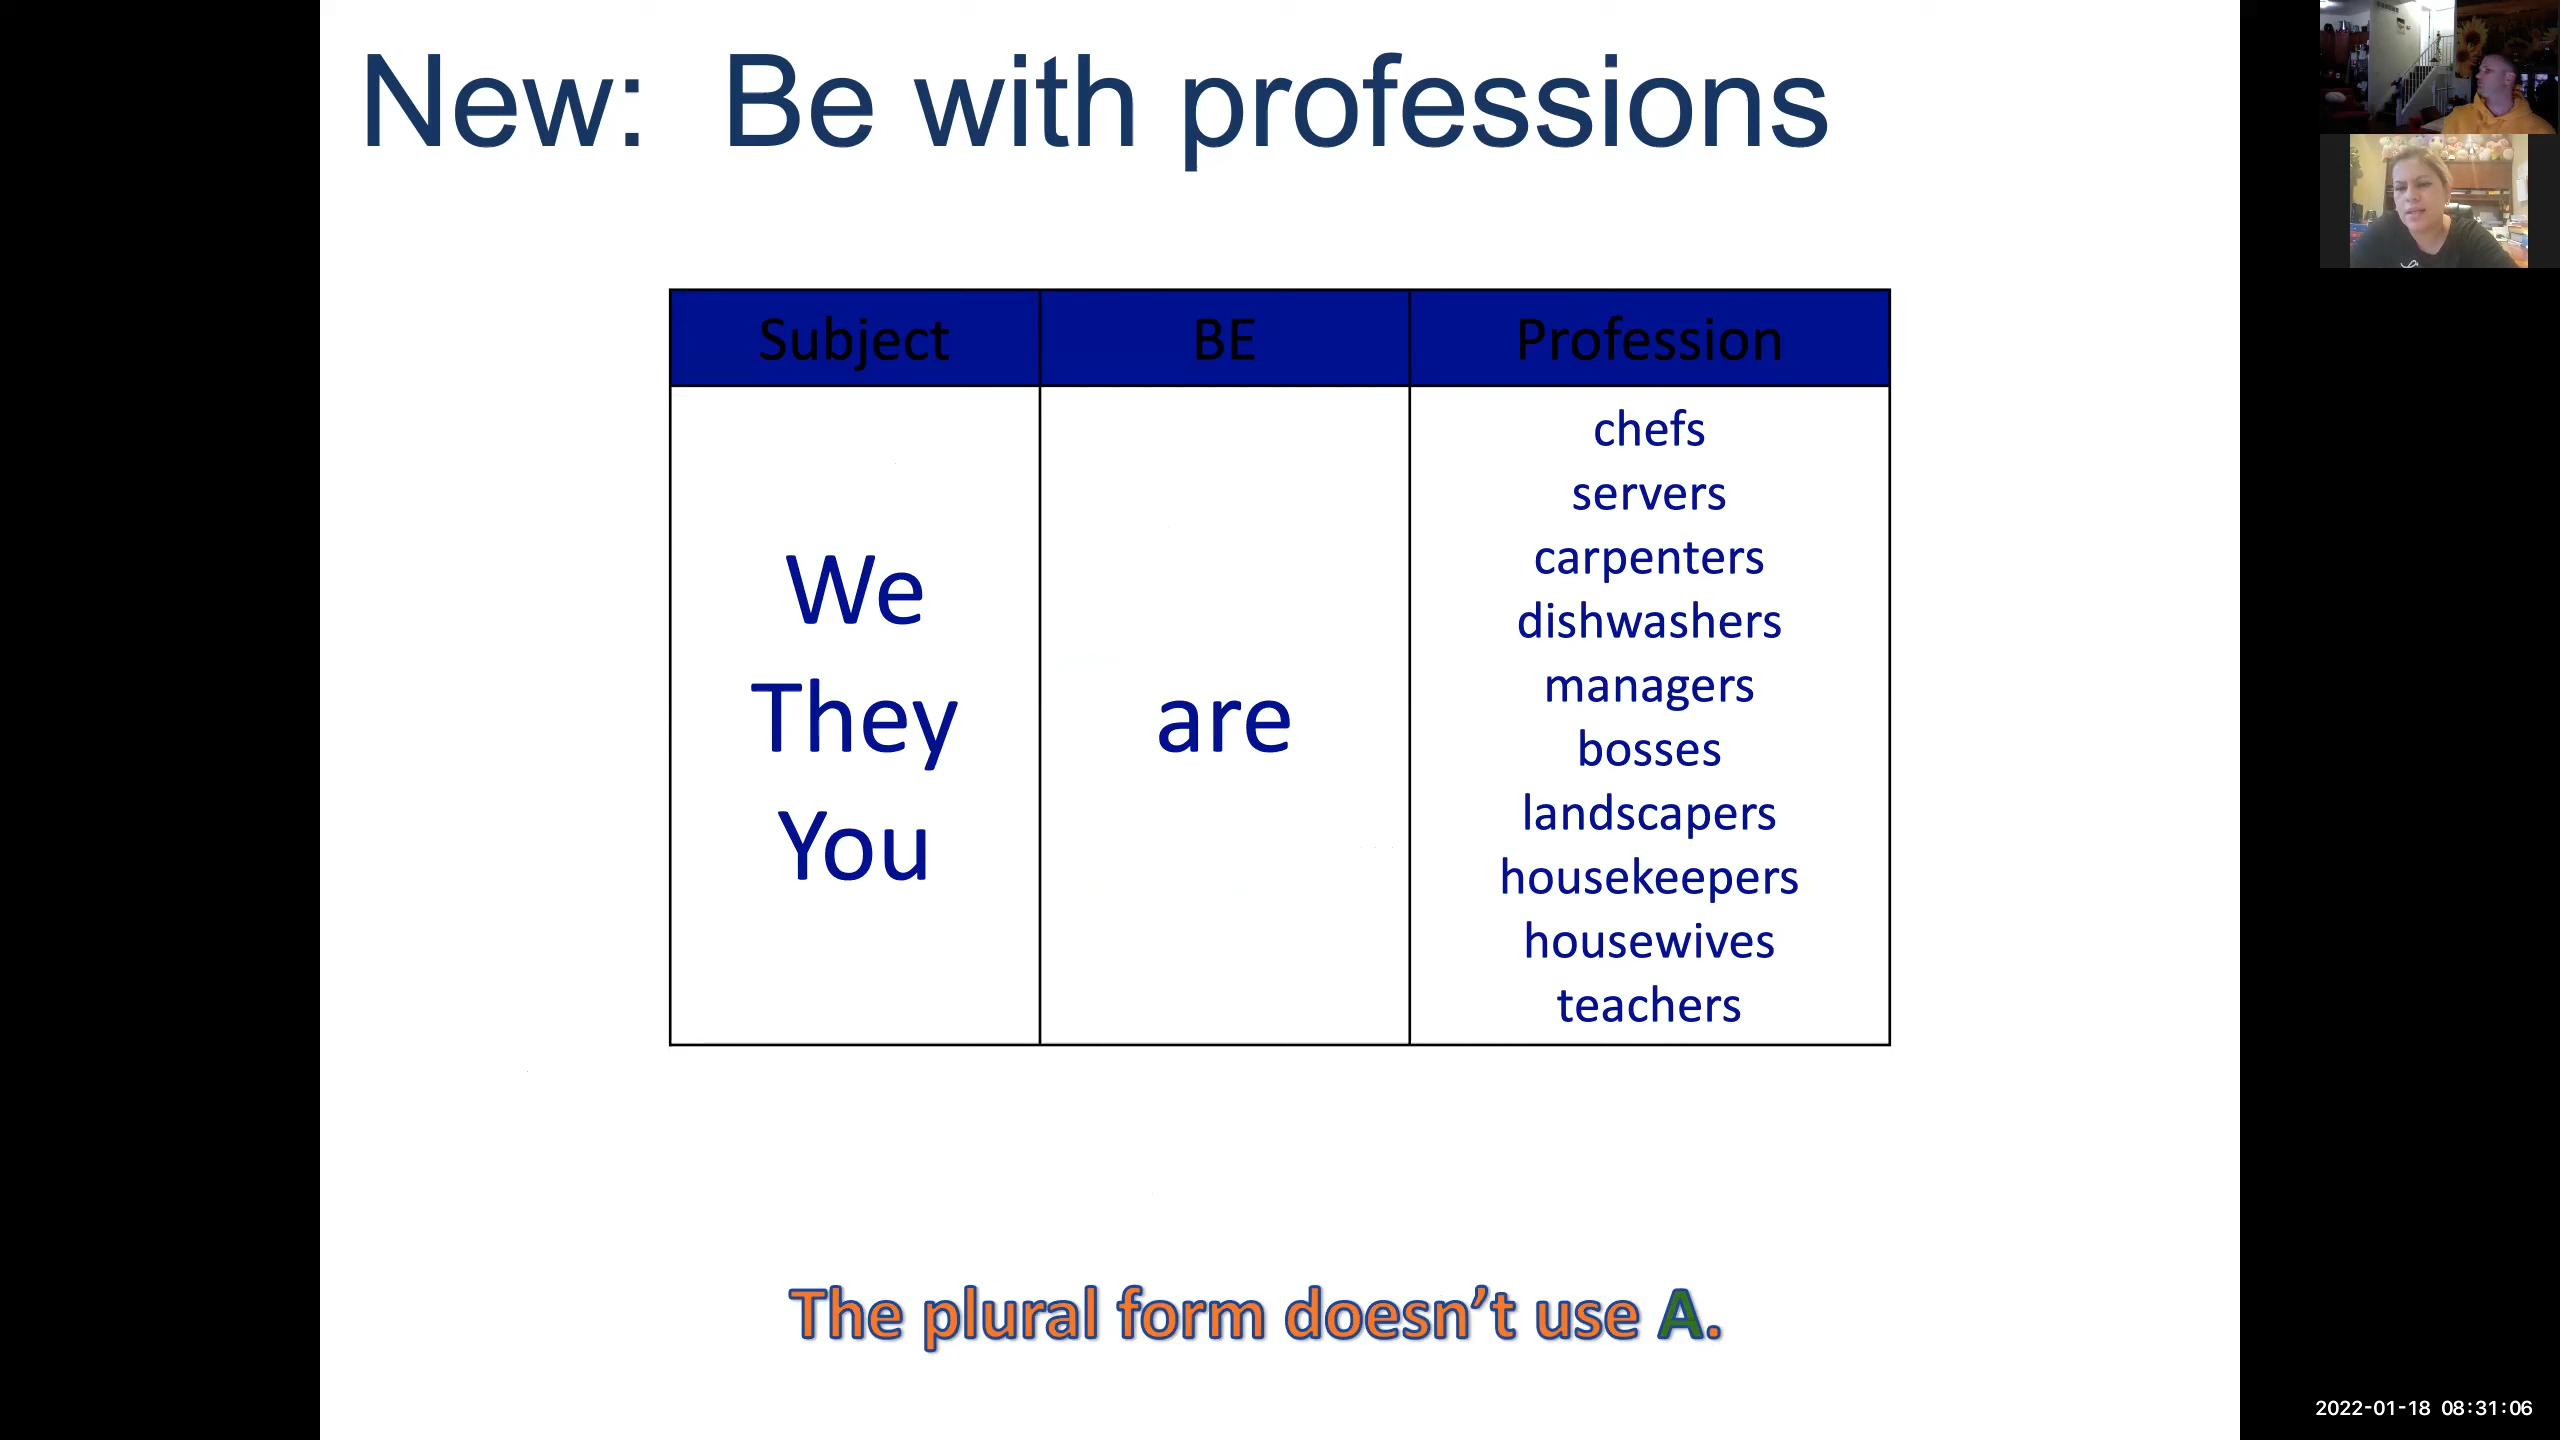 New: Be with professions
Subject BE Profession
We
They
You
are
chefs
servers
carpenters
dishwashers
managers
bosses
landscapers
housekeepers
housewives
teachers
The plural form doesn’t use A.
2022-01-18 08:31:06